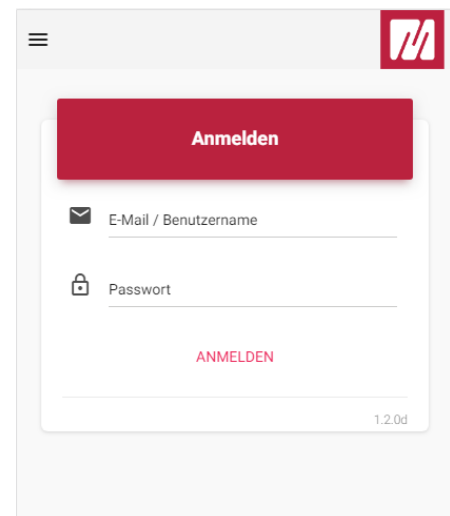 Anmelden
E-Mail / Benutzername
Passwort
ANMELDEN
1.2.0d